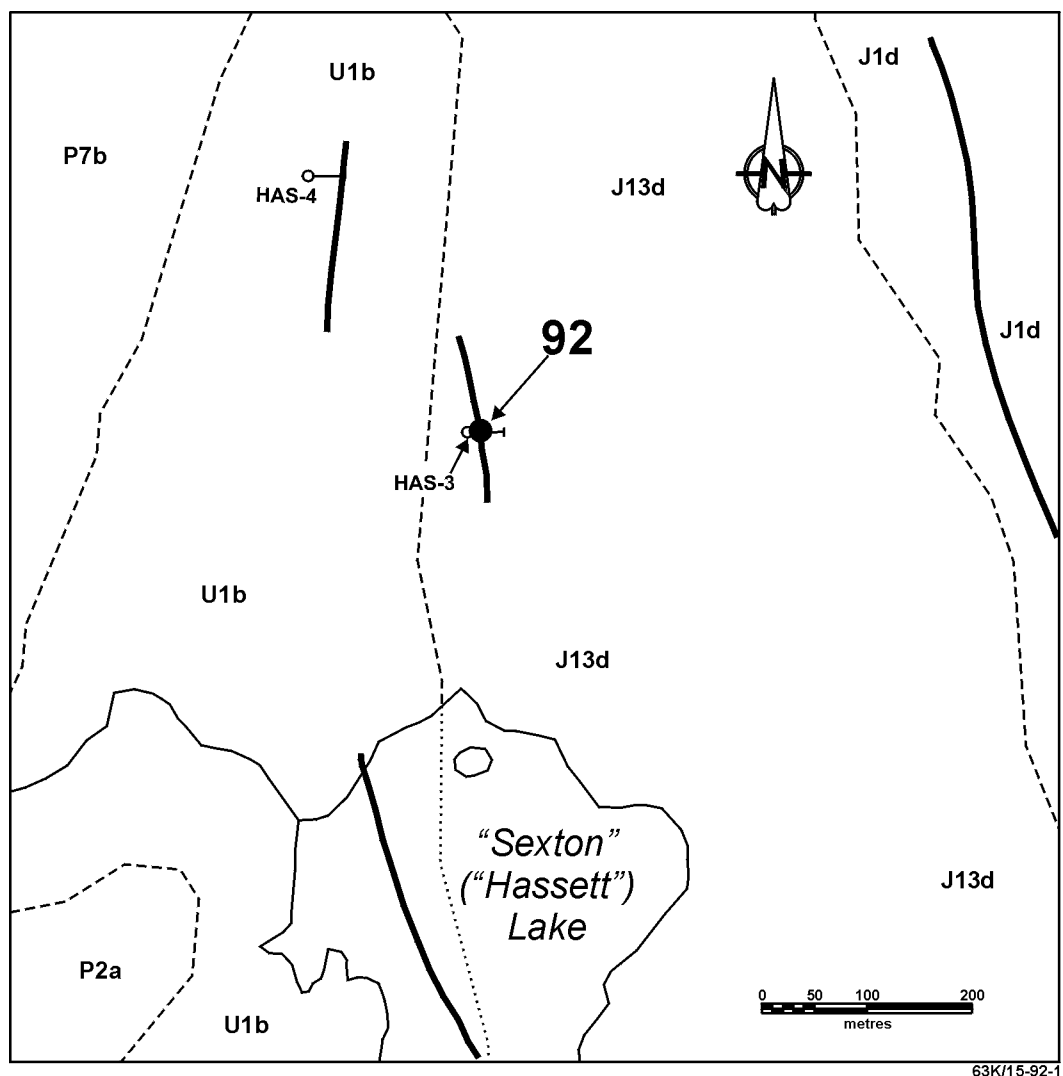 U1b
J1d
P7b
HAS-4
J13d
N
92
J1d
HAS-3
U1b
J13d
“Sexton”
(“Hassett”)
Lake
J13d
P2a
U1b
0 50 100 200
metres
63K/15-92-1